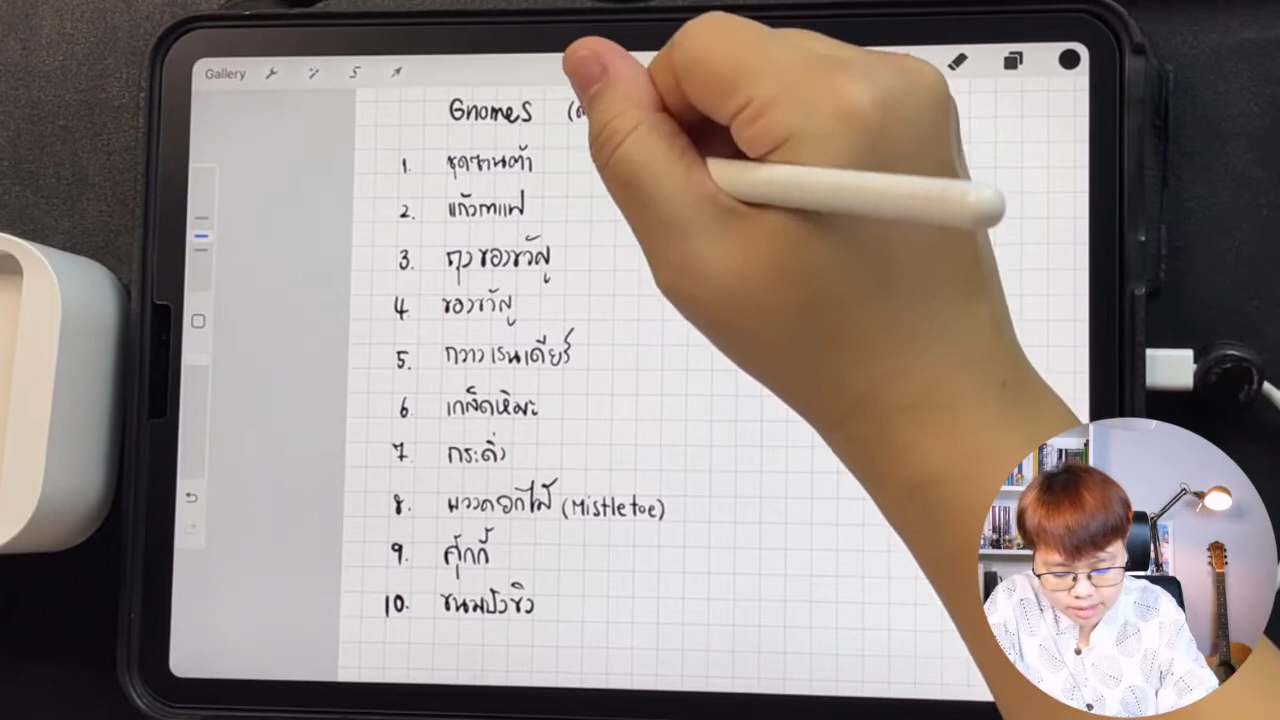 Gallery
Gnomes
1. ชุดซานต้า
2. แก้วกาแฟ
3. ถุงของขวัญ
4 ของขวัญ
5. กวางเรนเดียร์
6 เกล็ดหิมะ
7. กระดิ่ง
8. พวงดอกไม้ (Mistletoe)
9. คุ้กกี้
10. ขนมปังขิง